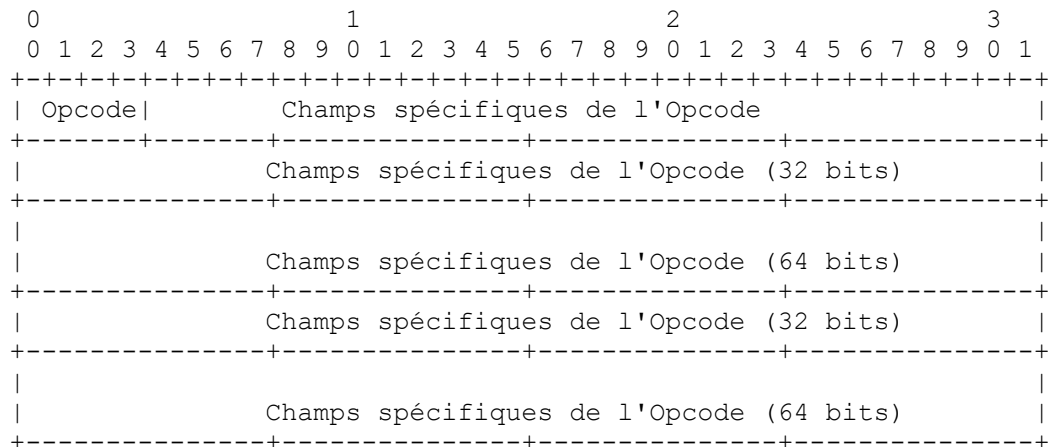 0                   1                   2                   3
 0 1 2 3 4 5 6 7 8 9 0 1 2 3 4 5 6 7 8 9 0 1 2 3 4 5 6 7 8 9 0 1
+-+-+-+-+-+-+-+-+-+-+-+-+-+-+-+-+-+-+-+-+-+-+-+-+-+-+-+-+-+-+-+-+
| Opcode|        Champs spécifiques de l'Opcode                 |
+-------+-------+---------------+---------------+---------------+
|               Champs spécifiques de l'Opcode (32 bits)        |
+---------------+---------------+---------------+---------------+
|                                                               |
|               Champs spécifiques de l'Opcode (64 bits)        |
+---------------+---------------+---------------+---------------+
|               Champs spécifiques de l'Opcode (32 bits)        |
+---------------+---------------+---------------+---------------+
|                                                               |
|               Champs spécifiques de l'Opcode (64 bits)        |
+---------------+---------------+---------------+---------------+